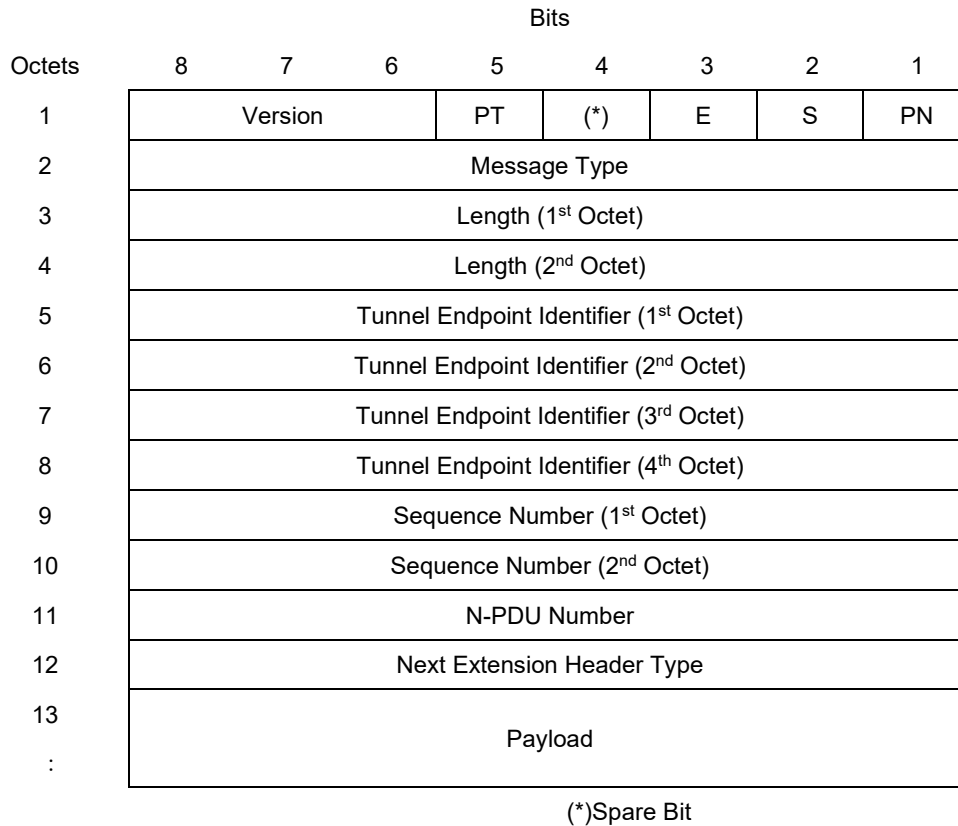 Bits
Octets 8 7 6 5 4 3 2 1
1 Version PT (*) E S PN
2 Message Type
3 Length (1st Octet)
4 Length (2nd Octet)
5 Tunnel Endpoint Identifier (1st Octet)
6 Tunnel Endpoint Identifier (2nd Octet)
7 Tunnel Endpoint Identifier (3rd Octet)
8 Tunnel Endpoint Identifier (4th Octet)
9 Sequence Number (1st Octet)
10 Sequence Number (2nd Octet)
11 N-PDU Number
12 Next Extension Header Type
13
Payload
:
(*)Spare Bit